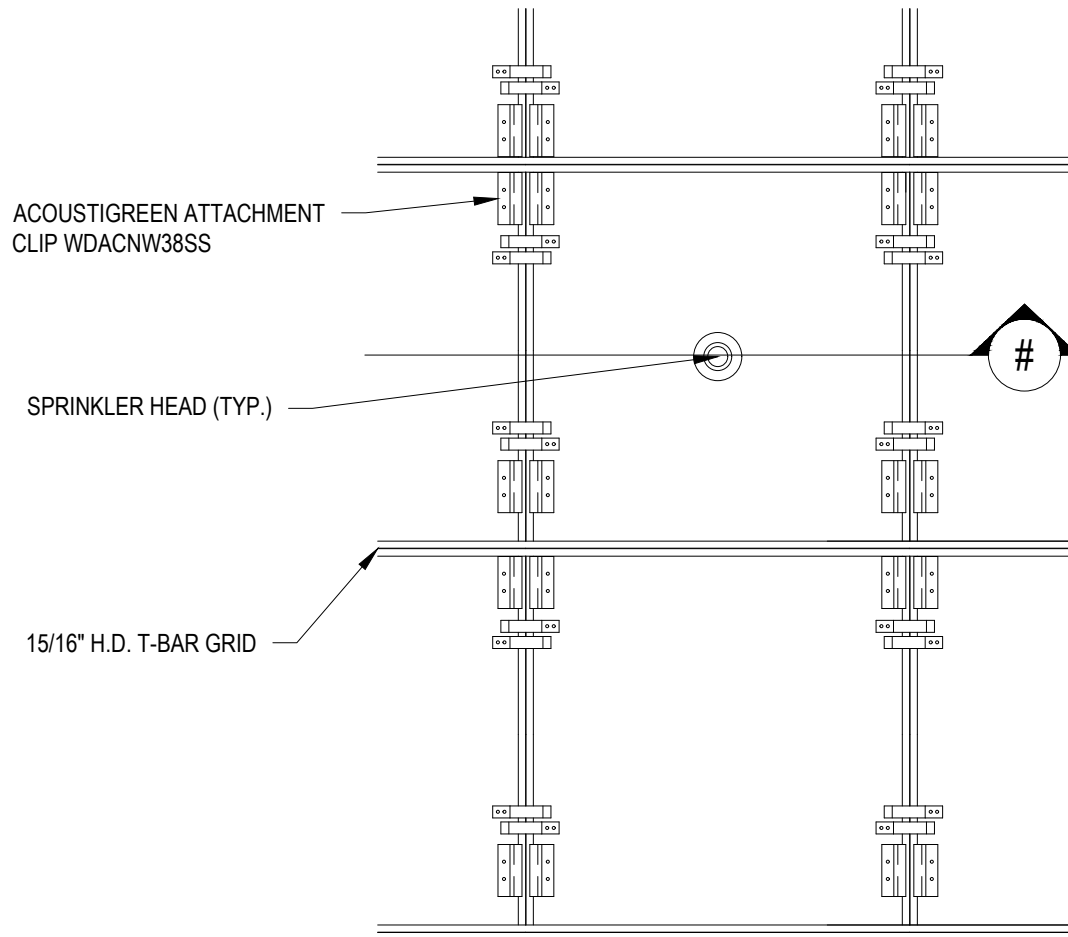 ACOUSTIGREEN ATTACHMENT
CLIP WDACNW38SS
#
SPRINKLER HEAD (TYP.)
15/16" H.D. T-BAR GRID